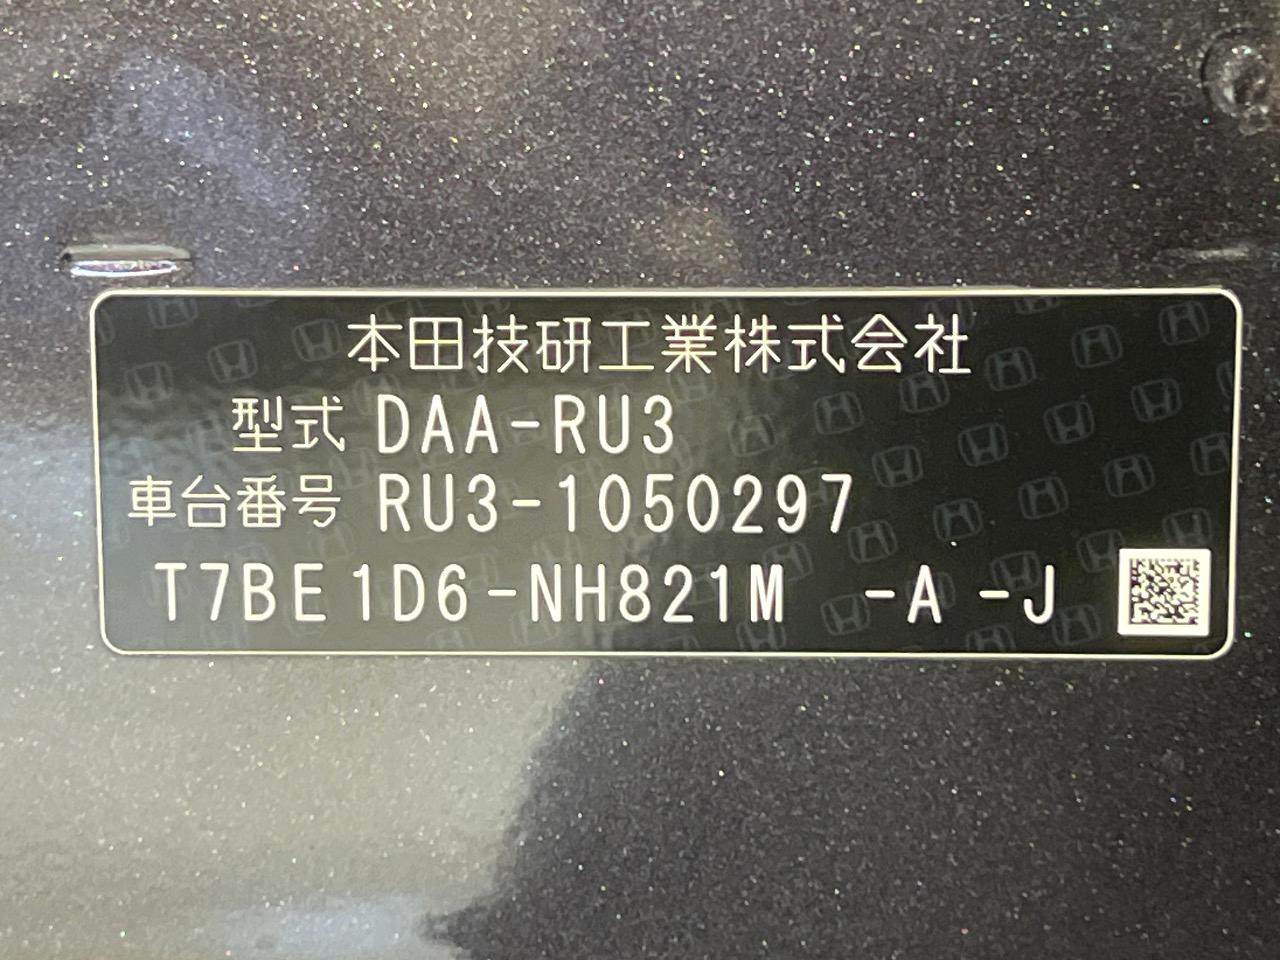 本田技研工業株式会社
型式 DAA-RU3
車台番号 RU3-1050297
T7BE1D6-NH821M -A -J